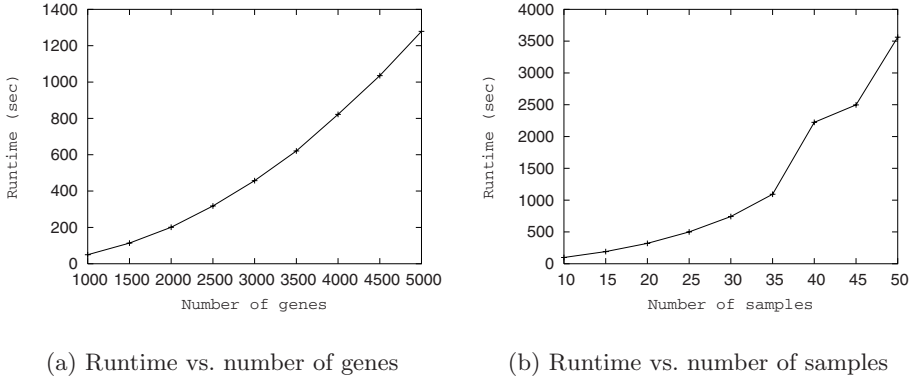 1400
1200
1000
800
600
400
200
0
Runtime (sec)
1000 1500 2000 2500 3000 3500 4000 4500 5000
Number of genes
(a) Runtime vs. number of genes
4000
3500
3000
2500
2000
1500
1000
500
0
Runtime (sec)
10 15 20 25 30 35 40 45 50
Number of samples
(b) Runtime vs. number of samples